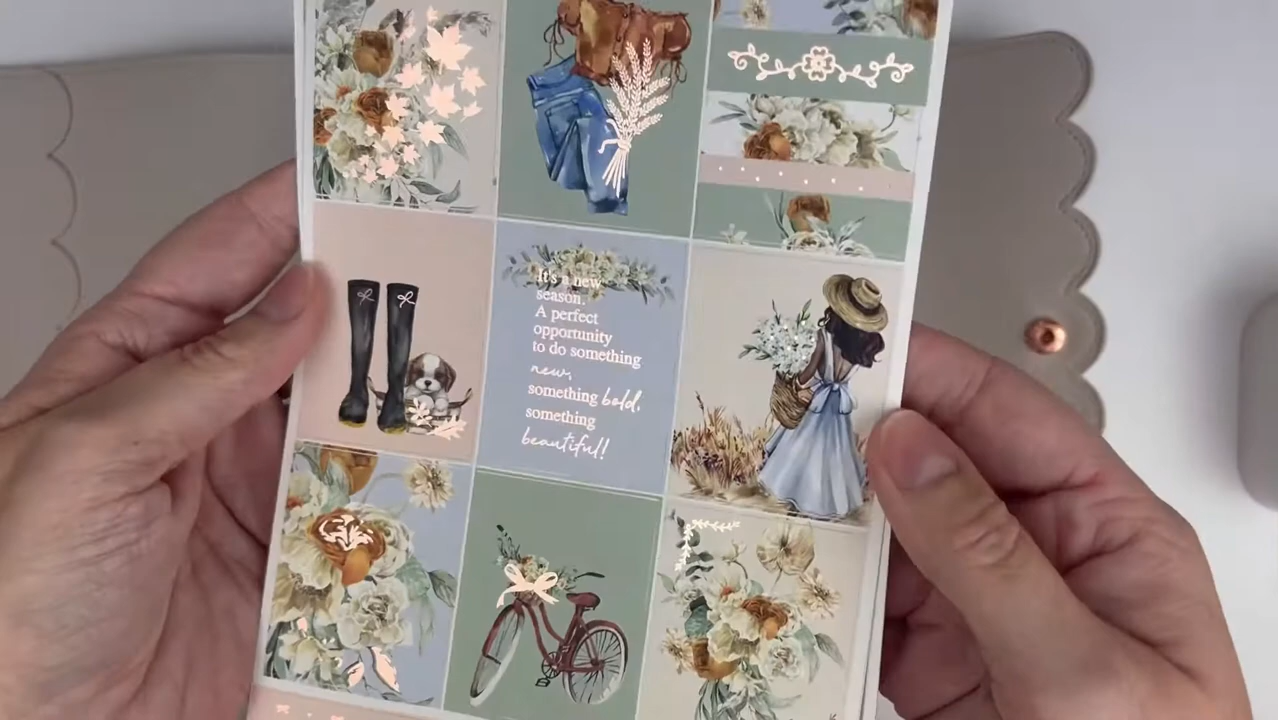 It's a new
season.
A perfect
opportunity
to do something
new,
something bold,
something
beautiful!